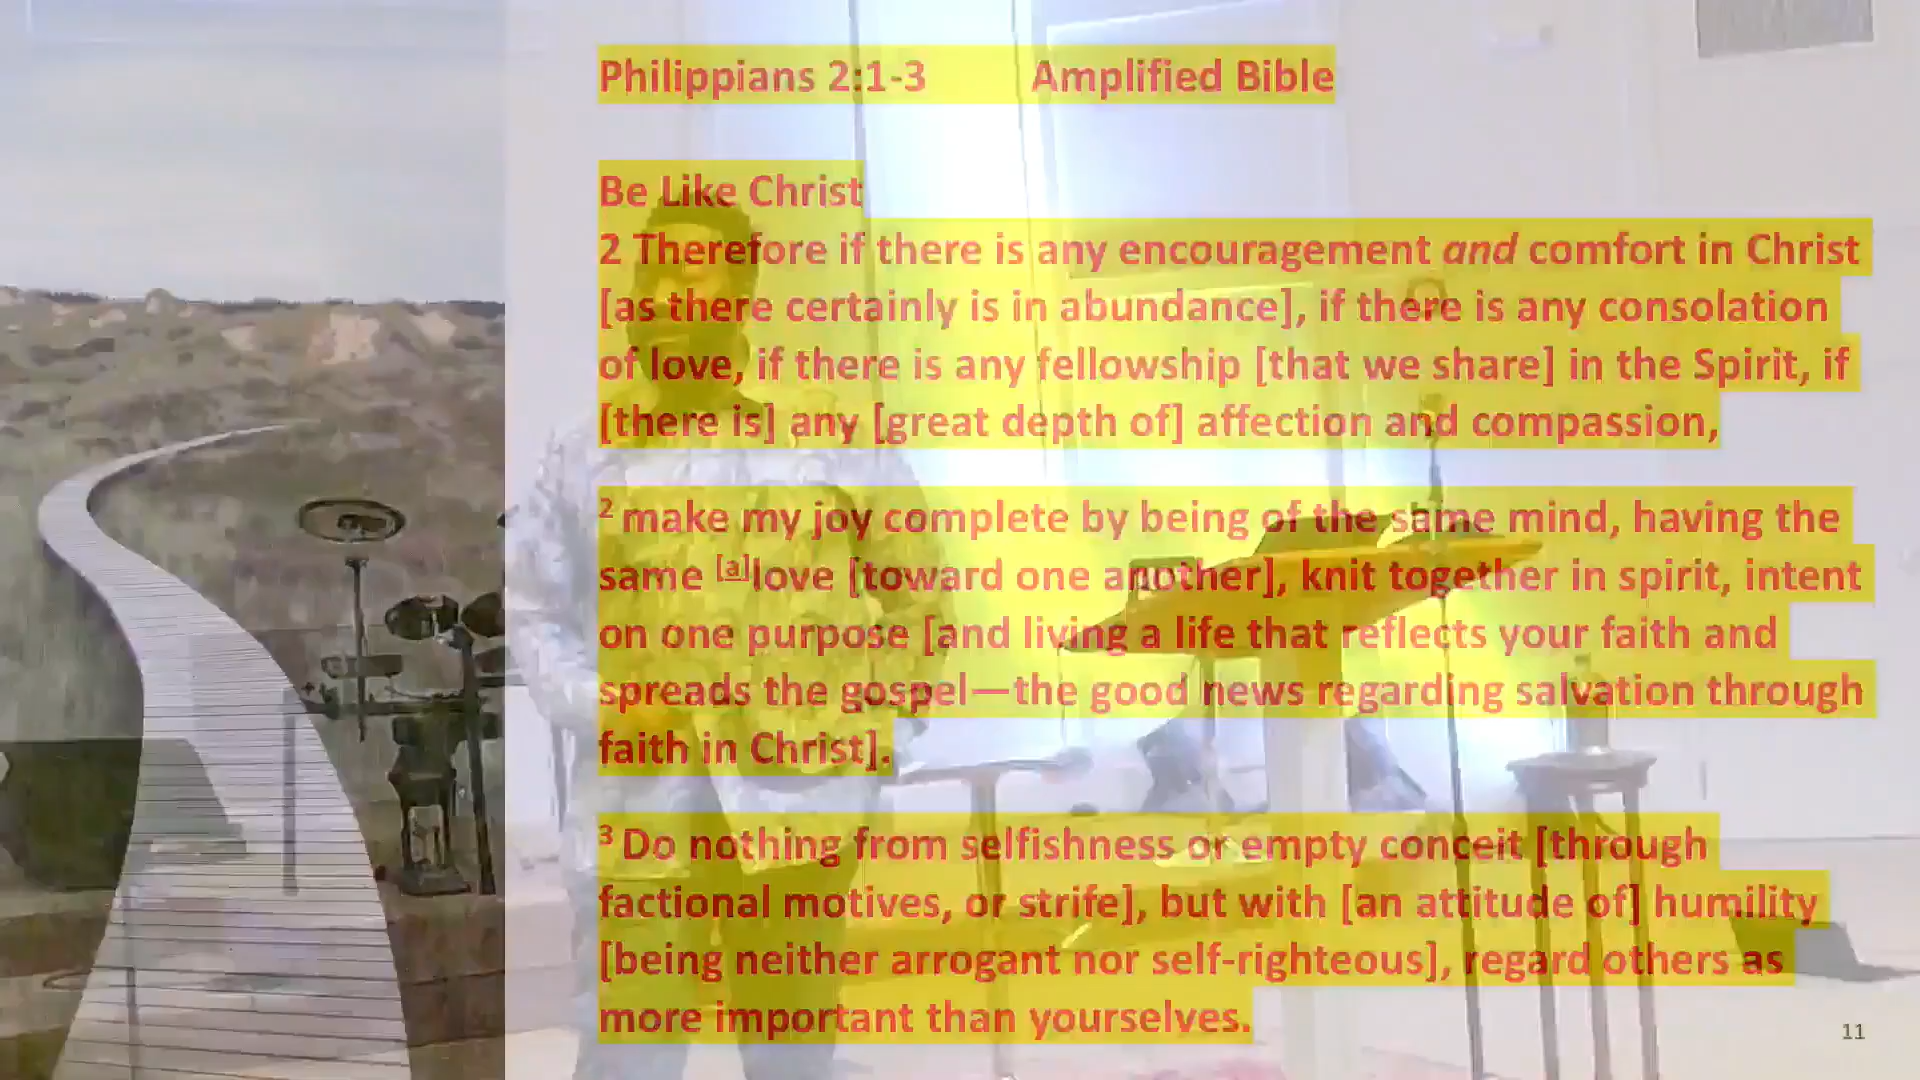 Philippians 2:1-3 Amplified Bible
Be Like Christ
2 Therefore if there is any encouragement and comfort in Christ
[as there certainly is in abundance], if there is any consolation
of love, if there is any fellowship [that we share] in the Spirit, if
[there is] any [great depth of] affection and compassion,
2 make my joy complete by being of the same mind, having the
same [a]love [toward one another], knit together in spirit, intent
on one purpose [and living a life that reflects your faith and
spreads the gospel—the good news regarding salvation through
faith in Christ].
3 Do nothing from selfishness or empty conceit [through
factional motives, or strife], but with [an attitude of] humility
[being neither arrogant nor self-righteous], regard others as
more important than yourselves.
11